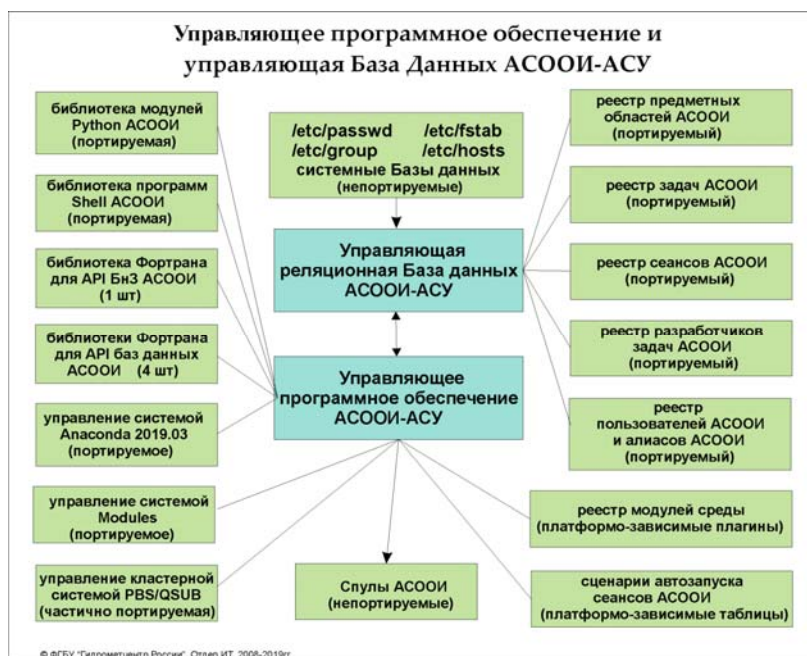 Управляющее программное обеспечение и
управляющая База Данных АСООИ-АСУ
библиотека модулей
Python АСООИ
(портируемая)
библиотека программ
Shell АСООИ
(портируемая)
библиотека Фортрана
для API БнЗ АСООИ
(1 шт)
библиотеки Фортрана
для API баз данных
АСООИ (4 шт)
управление системой
Anaconda 2019.03
(портируемое)
управление системой
Modules
(портируемое)
управление кластерной
системой PBS/QSUB
(частично портируемая)
/etc/passwd /etc/fstab
/etc/group /etc/hosts
системные Базы данных
(непортируемые)
Управляющая
реляционная База данных
АСООИ-АСУ
Управляющее
программное обеспечение
АСООИ-АСУ
Спулы АСООИ
(непортируемые)
реестр предметных
областей АСООИ
(портируемый)
реестр задач АСООИ
(портируемый)
реестр сеансов АСООИ
(портируемый)
реестр разработчиков
задач АСООИ
(портируемый)
реестр
пользователей АСООИ
и алиасов АСООИ
(портируемый)
реестр модулей среды
(платформо-зависимые плагины)
сценарии автозапуска
сеансов АСООИ
(платформо-зависимые таблицы)
© ФГБУ "Гидрометцентр России", Отдел ИТ, 2008-2019гг.